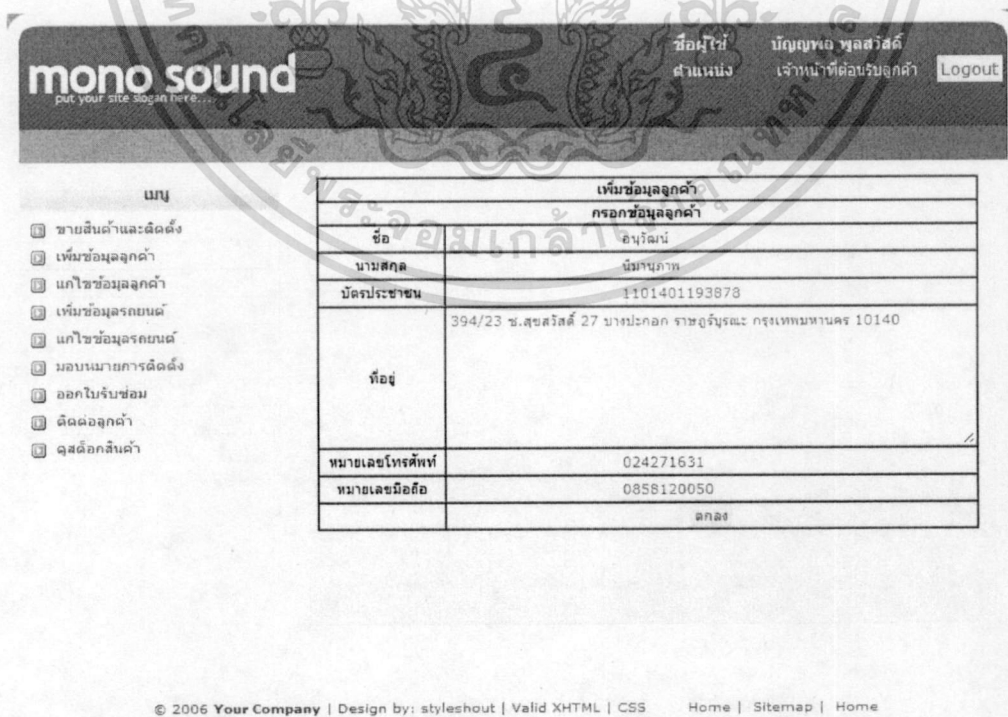 mono sound
put your site slogan here...
ชื่อผู้ใช้ บัญญพอ พูลสวัสดิ์
ตำแหน่ง เจ้าหน้าที่ต้อนรับลูกค้า
Logout
เมนู
ขายสินค้าและติดตั้ง
เพิ่มข้อมูลลูกค้า
แก้ไขข้อมูลลูกค้า
เพิ่มข้อมูลรถยนต์
แก้ไขข้อมูลรถยนต์
มอบหมายการติดตั้ง
ออกใบรับซ่อม
ติดต่อลูกค้า
ดูสต็อกสินค้า
เพิ่มข้อมูลลูกค้า
กรอกข้อมูลลูกค้า
ชื่อ อนุวัฒน์
นามสกุล นิมานุภาพ
บัตรประชาชน 1101401193878
ที่อยู่ 394/23 ซ.สุขสวัสดิ์ 27 บางปะกอก ราษฎร์บูรณะ กรุงเทพมหานคร 10140
หมายเลขโทรศัพท์ 024271631
หมายเลขมือถือ 0858120050
ตกลง
© 2006 Your Company | Design by: styleshout | Valid XHTML | CSS Home | Sitemap | Home